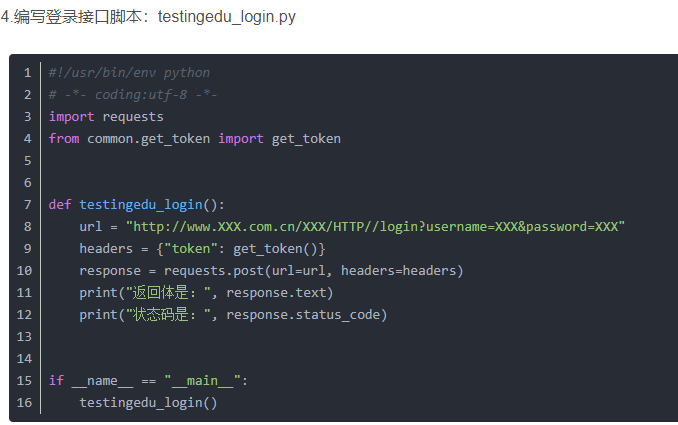 4.编写登录接口脚本：testingedu_login.py
1 #!/usr/bin/env python
2 # -*- coding:utf-8 -*-
3 import requests
4 from common.get_token import get_token
5
6
7 def testingedu_login():
8     url = "http://www.XXX.com.cn/XXX/HTTP//login?username=XXX&password=XXX"
9     headers = {"token": get_token()}
10     response = requests.post(url=url, headers=headers)
11     print("返回体是：", response.text)
12     print("状态码是：", response.status_code)
13
14
15 if __name__ == "__main__":
16     testingedu_login()